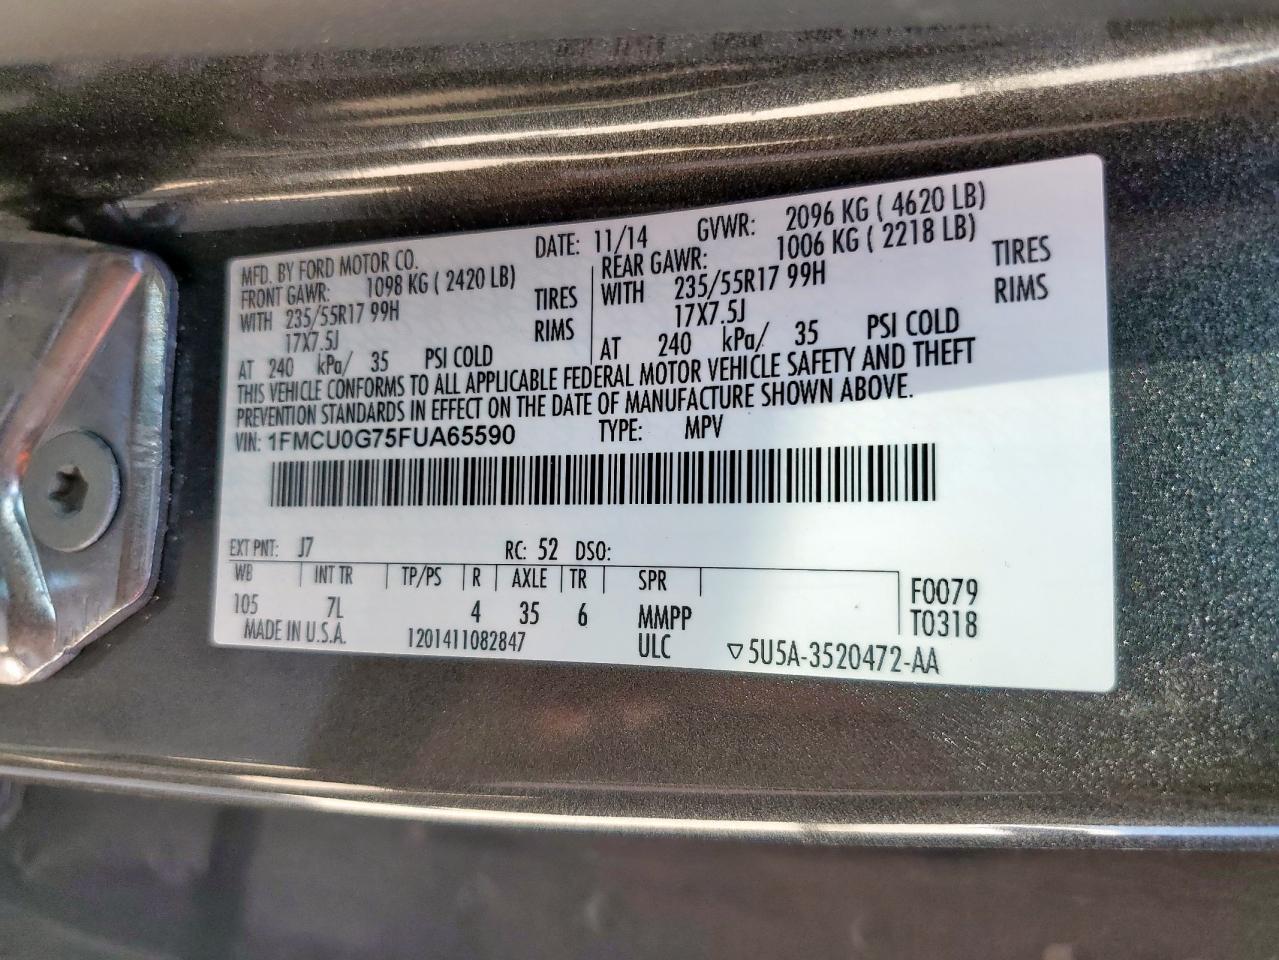 MFD. BY FORD MOTOR CO. DATE: 11/14 GVWR: 2096 KG ( 4620 LB)
FRONT GAWR: 1098 KG ( 2420 LB) REAR GAWR: 1006 KG ( 2218 LB)
WITH 235/55R17 99H TIRES WITH 235/55R17 99H TIRES
17X7.5J RIMS 17X7.5J RIMS
AT 240 kPa/ 35 PSI COLD AT 240 kPa/ 35 PSI COLD
THIS VEHICLE CONFORMS TO ALL APPLICABLE FEDERAL MOTOR VEHICLE SAFETY AND THEFT
PREVENTION STANDARDS IN EFFECT ON THE DATE OF MANUFACTURE SHOWN ABOVE.
VIN: 1FMCU0G75FUA65590 TYPE: MPV
EXT PNT: J7 RC: 52 DSO:
WB INT TR TP/PS R AXLE TR SPR F0079
105 7L 4 35 6 MMPP T0318
MADE IN U.S.A. 1201411082847 ULC ▽5U5A-3520472-AA